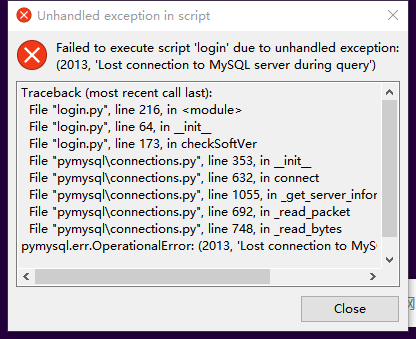 Unhandled exception in script
Failed to execute script 'login' due to unhandled exception:
(2013, 'Lost connection to MySQL server during query')
Traceback (most recent call last):
File "login.py", line 216, in <module>
File "login.py", line 64, in __init__
File "login.py", line 173, in checkSoftVer
File "pymysql\connections.py", line 353, in __init__
File "pymysql\connections.py", line 632, in connect
File "pymysql\connections.py", line 1055, in _get_server_infor
File "pymysql\connections.py", line 692, in _read_packet
File "pymysql\connections.py", line 748, in _read_bytes
pymysql.err.OperationalError: (2013, 'Lost connection to MyS
Close
网